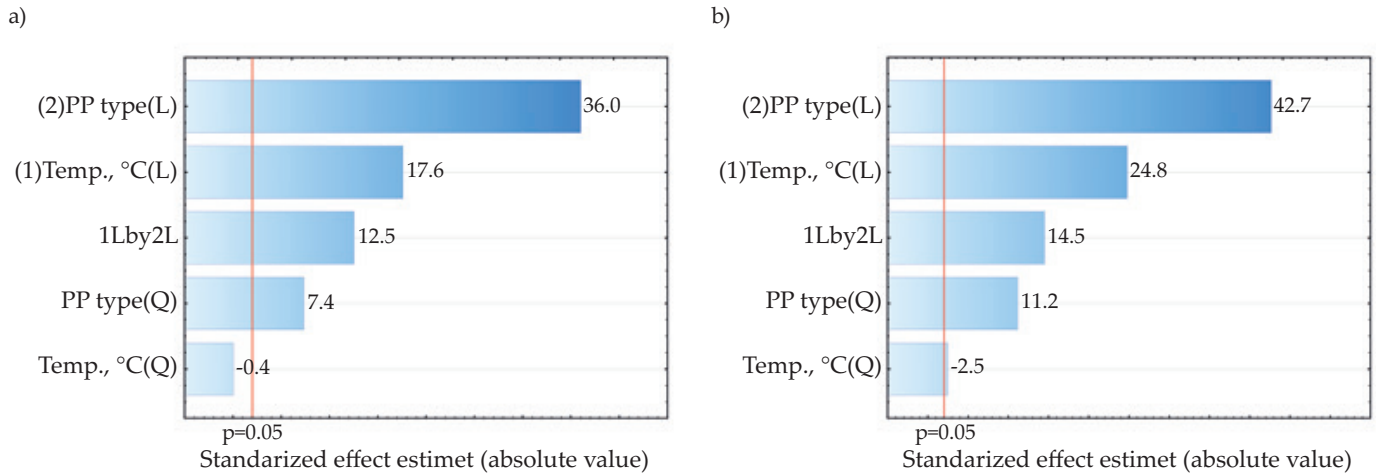 a)
(2)PP type(L)
36.0
(1)Temp., °C(L)
17.6
1Lby2L
12.5
PP type(Q)
7.4
Temp., °C(Q)
-0.4
p=0.05
Standarized effect estimet (absolute value)
b)
(2)PP type(L)
42.7
(1)Temp., °C(L)
24.8
1Lby2L
14.5
PP type(Q)
11.2
Temp., °C(Q)
-2.5
p=0.05
Standarized effect estimet (absolute value)